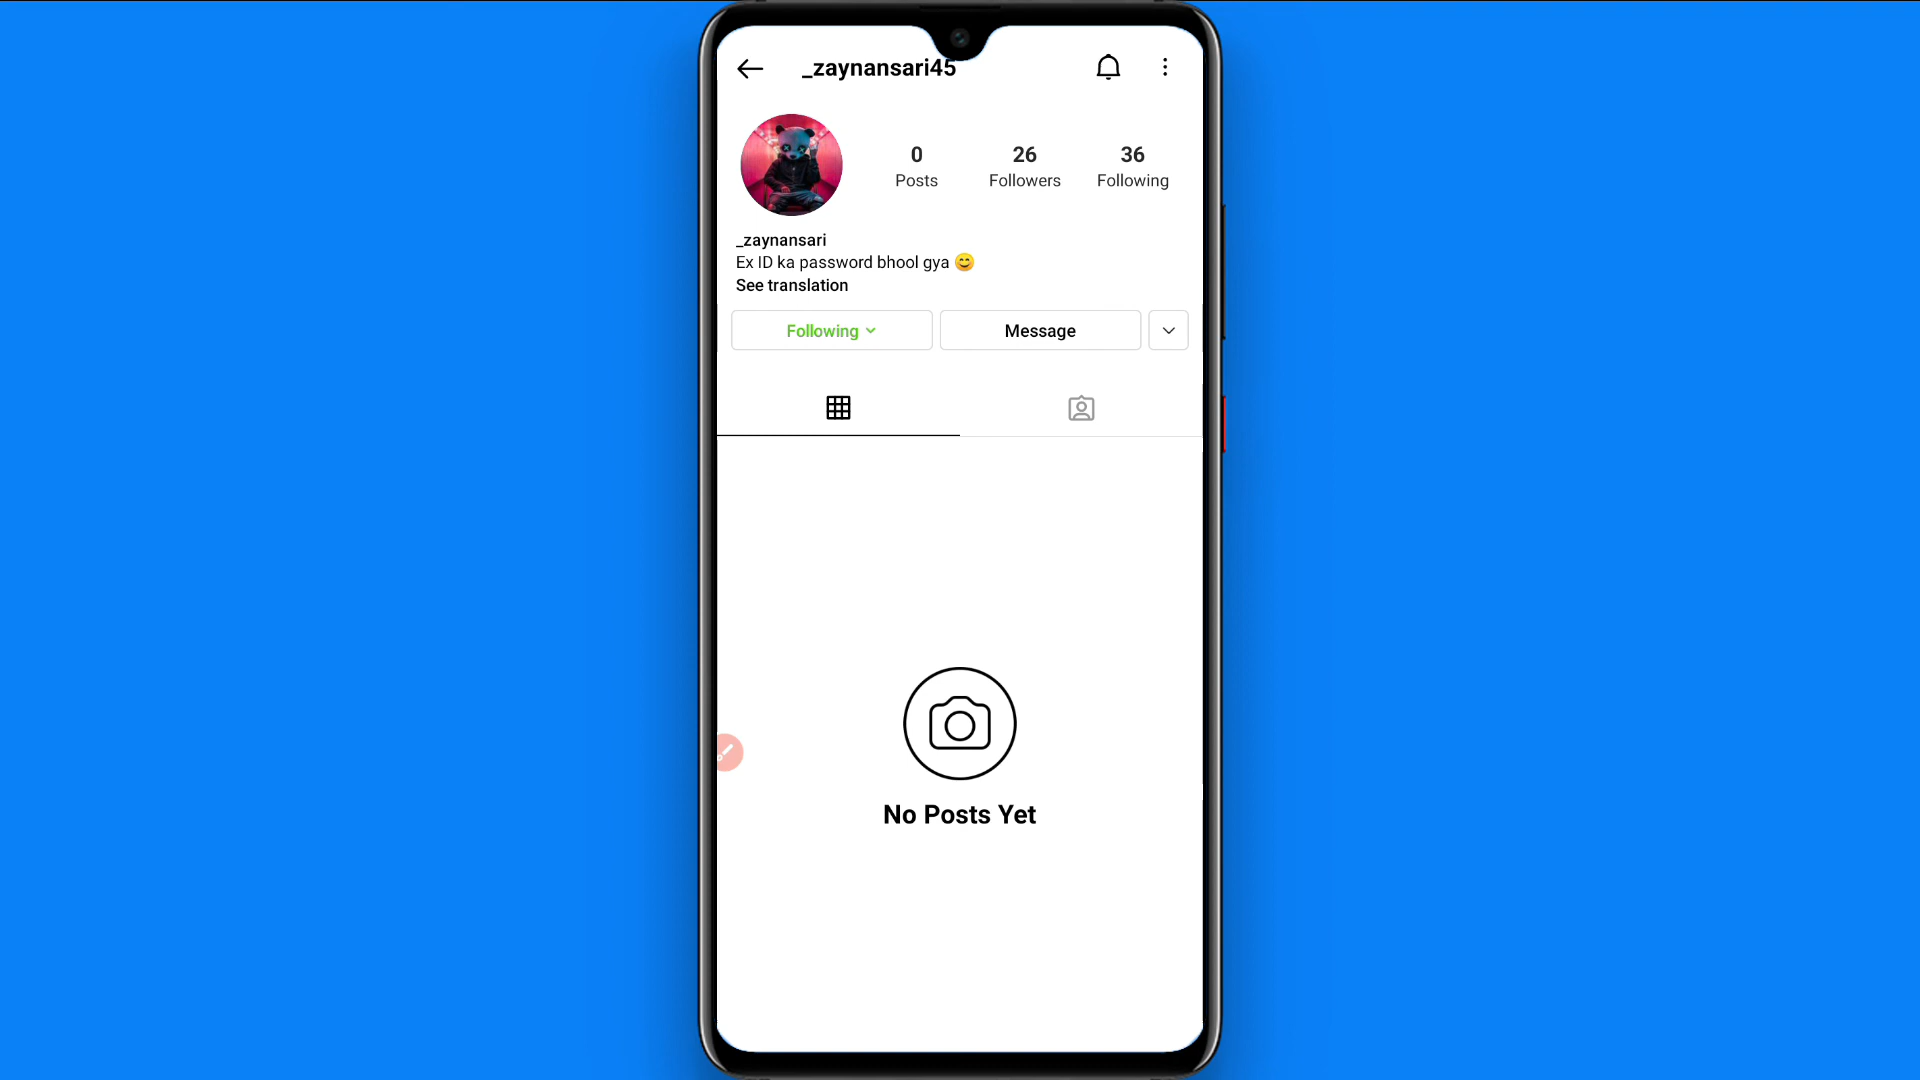 _zaynansari45
0 26 36
Posts Followers Following
_zaynansari
Ex ID ka password bhool gya 😊
See translation
Following Message
No Posts Yet